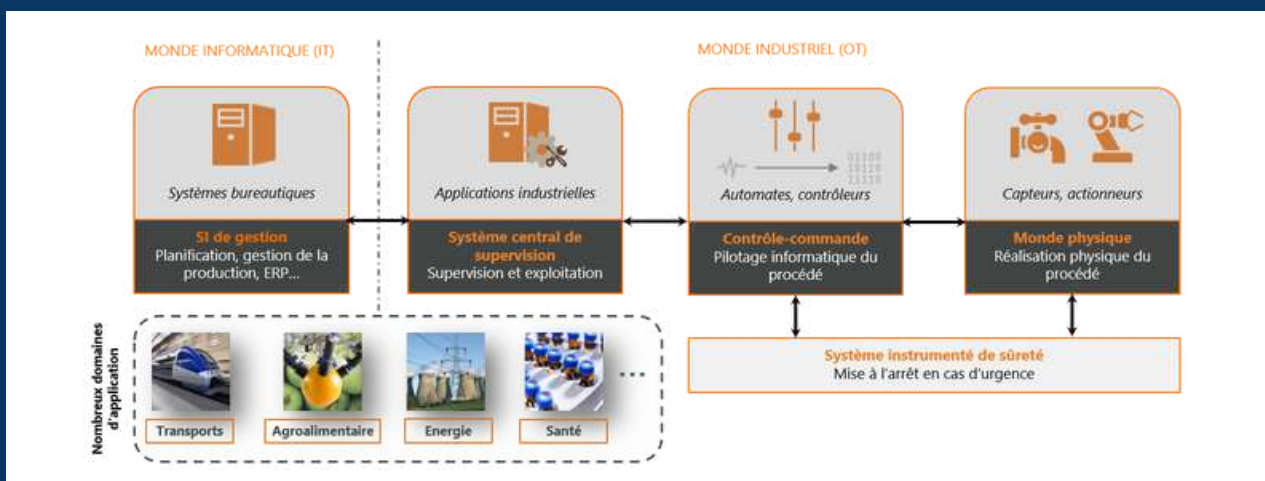 MONDE INFORMATIQUE (IT)
MONDE INDUSTRIEL (OT)
Systèmes bureautiques
SI de gestion
Planification, gestion de la
production, ERP...
Applications industrielles
Système central de
supervision
Supervision et exploitation
01100
10110
11110
Automates, contrôleurs
Contrôle-commande
Pilotage informatique du
procédé
Capteurs, actionneurs
Monde physique
Réalisation physique du
procédé
Système instrumenté de sûreté
Mise à l'arrêt en cas d'urgence
Nombreux domaines
d'application
Transports
Agroalimentaire
Energie
Santé
...